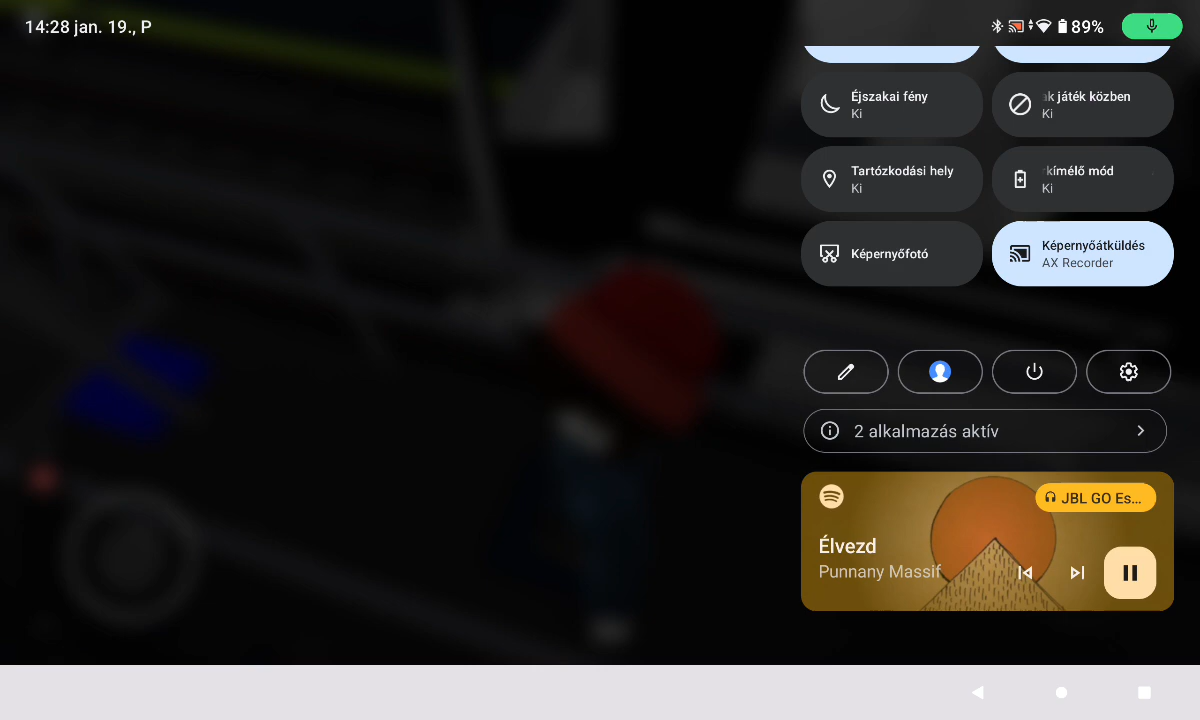 14:28 jan. 19., P
89%
Éjszakai fény
Ki
játék közben
Ki
Tartózkodási hely
Ki
mód
Ki
Képernyőfotó
Képernyőátküldés
AX Recorder
2 alkalmazás aktív
JBL GO Es...
Élvezd
Punnany Massif